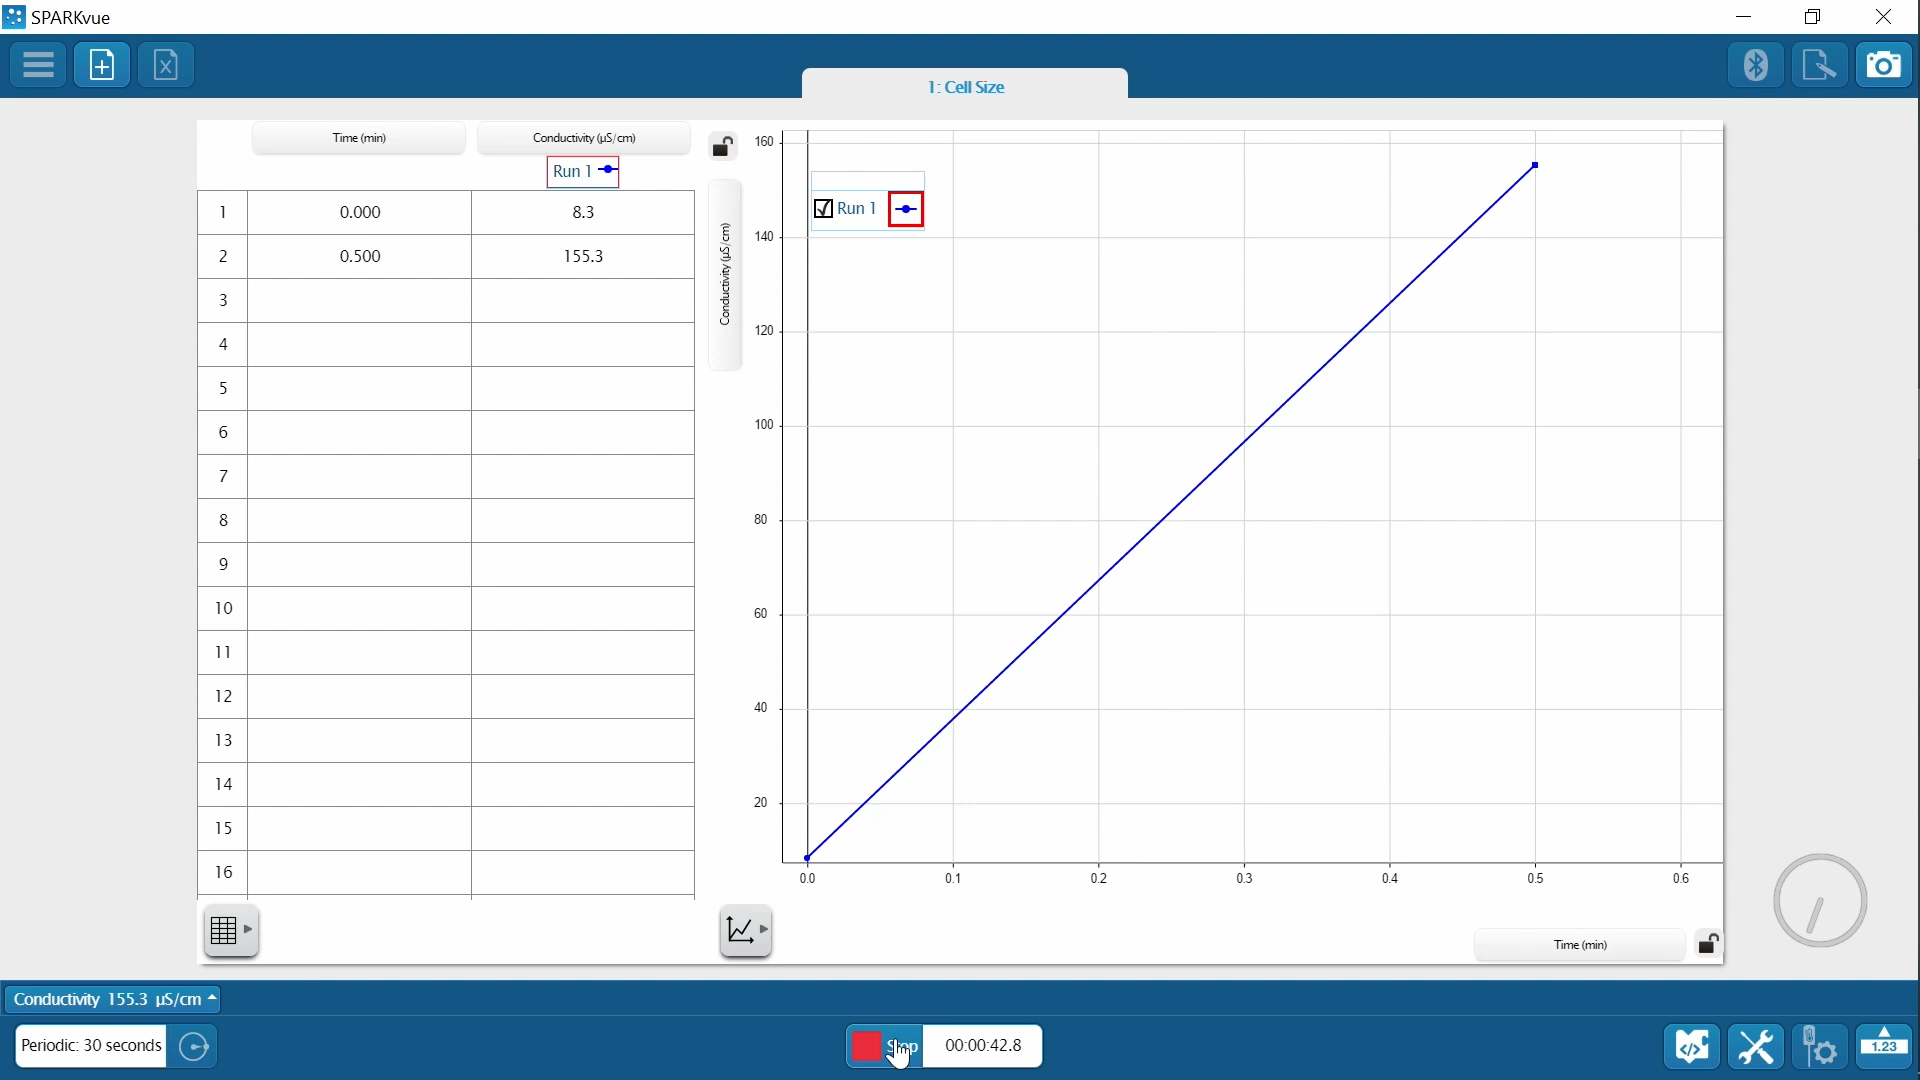 SPARKvue
1: Cell Size
Time (min)
Conductivity (µS/cm)
Run 1
1 0.000 8.3
2 0.500 155.3
3
4
5
6
7
8
9
10
11
12
13
14
15
16
Conductivity (µS/cm)
160
140
120
100
80
60
40
20
Run 1
0.0 0.1 0.2 0.3 0.4 0.5 0.6
Time (min)
Conductivity 155.3 µS/cm
Periodic: 30 seconds
Stop
00:00:42.8
1.23